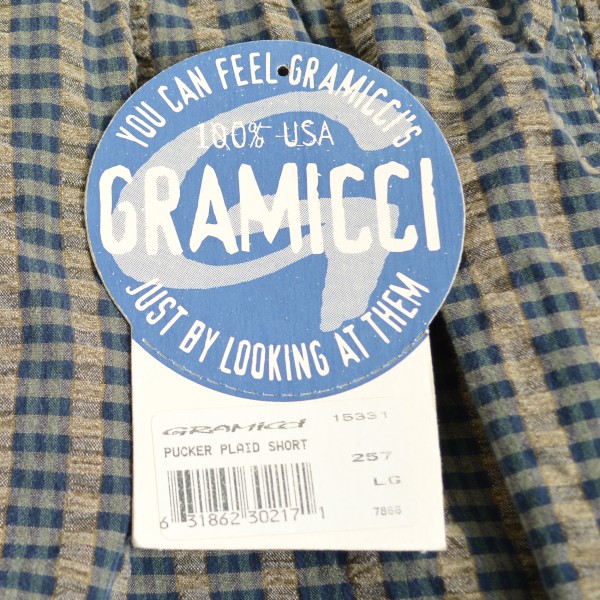 YOU CAN FEEL GRAMICCI'S
100% USA
GRAMICCI
JUST BY LOOKING AT THEM
GRAMICCI 15331
PUCKER PLAID SHORT
257
LG
6 31862 30217 1
7866